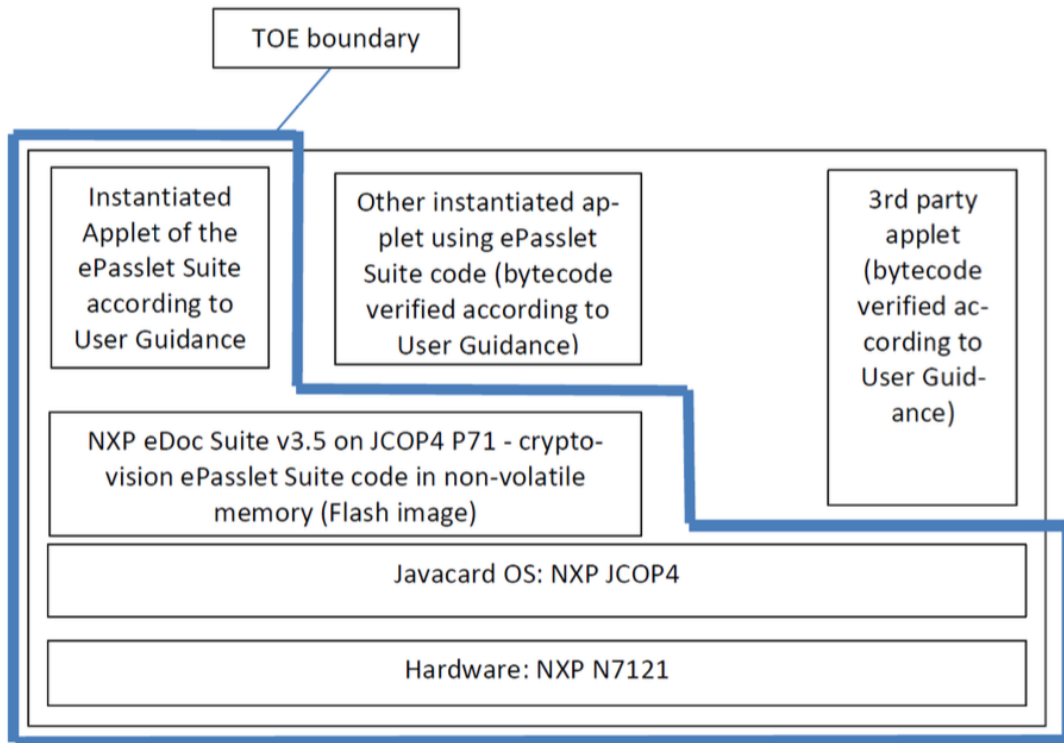 TOE boundary
Instantiated
Applet of the
ePasslet Suite
according to
User Guidance
Other instantiated ap-
plet using ePasslet
Suite code (bytecode
verified according to
User Guidance)
3rd party
applet
(bytecode
verified ac-
cording to
User Guid-
ance)
NXP eDoc Suite v3.5 on JCOP4 P71 - crypto-
vision ePasslet Suite code in non-volatile
memory (Flash image)
Javacard OS: NXP JCOP4
Hardware: NXP N7121